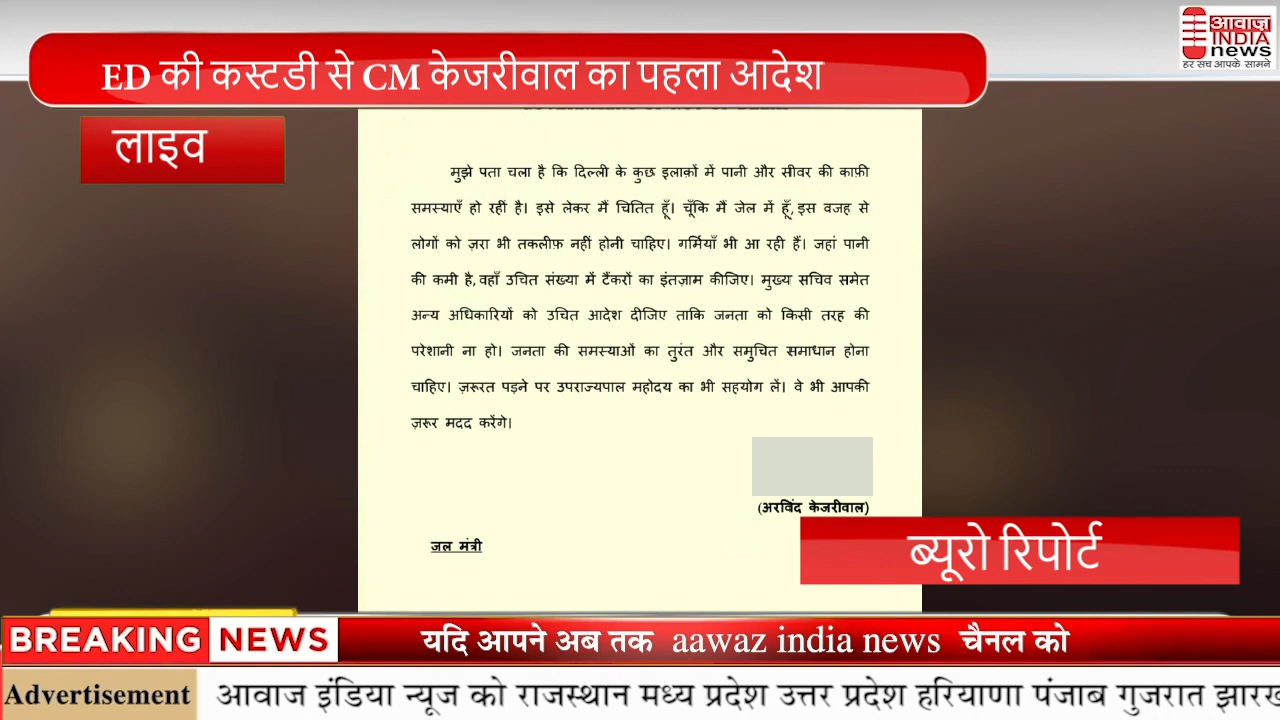 आवाज़
INDIA
news
हर सच आपके सामने
ED की कस्टडी से CM केजरीवाल का पहला आदेश
लाइव
मुझे पता चला है कि दिल्ली के कुछ इलाक़ों में पानी और सीवर की काफ़ी
समस्याएँ हो रहीं है। इसे लेकर मैं चिंतित हूँ। चूँकि मैं जेल में हूँ, इस वजह से
लोगों को ज़रा भी तकलीफ़ नहीं होनी चाहिए। गर्मियाँ भी आ रही हैं। जहां पानी
की कमी है, वहाँ उचित संख्या में टैंकरों का इंतज़ाम कीजिए। मुख्य सचिव समेत
अन्य अधिकारियों को उचित आदेश दीजिए ताकि जनता को किसी तरह की
परेशानी ना हो। जनता की समस्याओं का तुरंत और समुचित समाधान होना
चाहिए। ज़रूरत पड़ने पर उपराज्यपाल महोदय का भी सहयोग लें। वे भी आपकी
ज़रूर मदद करेंगे।
(अरविंद केजरीवाल)
जल मंत्री
ब्यूरो रिपोर्ट
BREAKING NEWS यदि आपने अब तक aawaz india news चैनल को
Advertisement आवाज इंडिया न्यूज को राजस्थान मध्य प्रदेश उत्तर प्रदेश हरियाणा पंजाब गुजरात